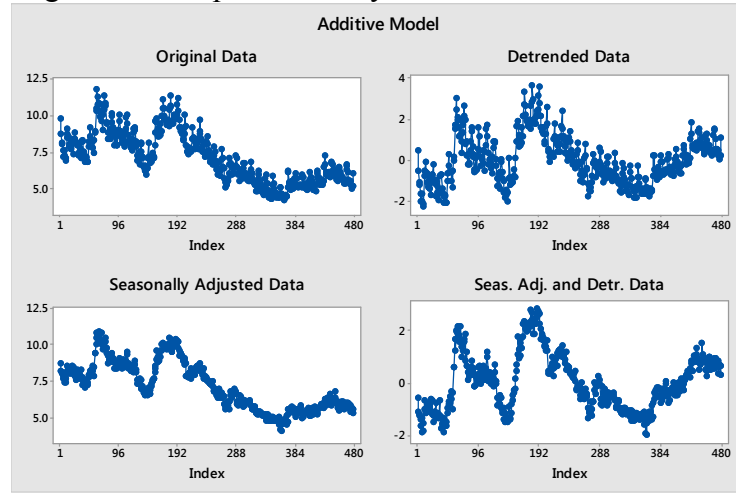 Additive Model
Original Data
12.5
10.0
7.5
5.0
1 96 192 288 384 480
Index
Detrended Data
4
2
0
-2
1 96 192 288 384 480
Index
Seasonally Adjusted Data
12.5
10.0
7.5
5.0
1 96 192 288 384 480
Index
Seas. Adj. and Detr. Data
2
0
-2
1 96 192 288 384 480
Index